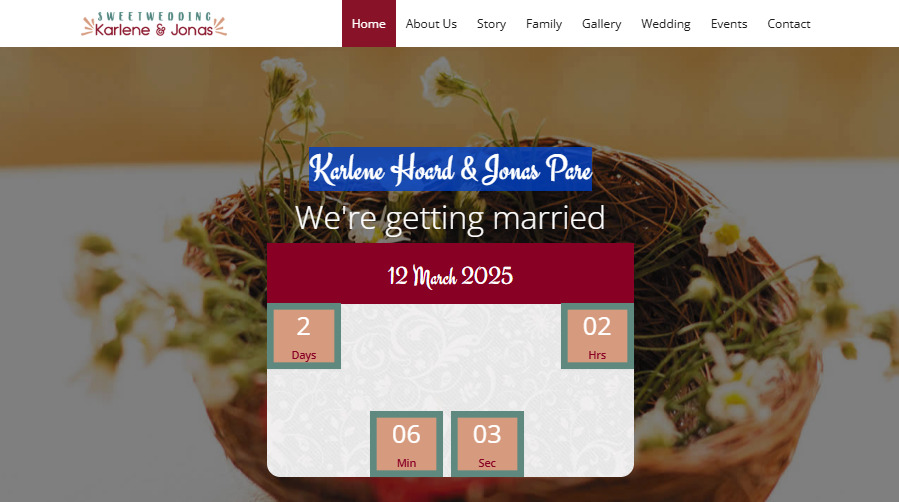 SWEETWEDDING
Karlene & Jonas
Home About Us Story Family Gallery Wedding Events Contact
Karlene Hoard & Jonas Pare
We're getting married
12 March 2025
2 02
Days Hrs
06 03
Min Sec